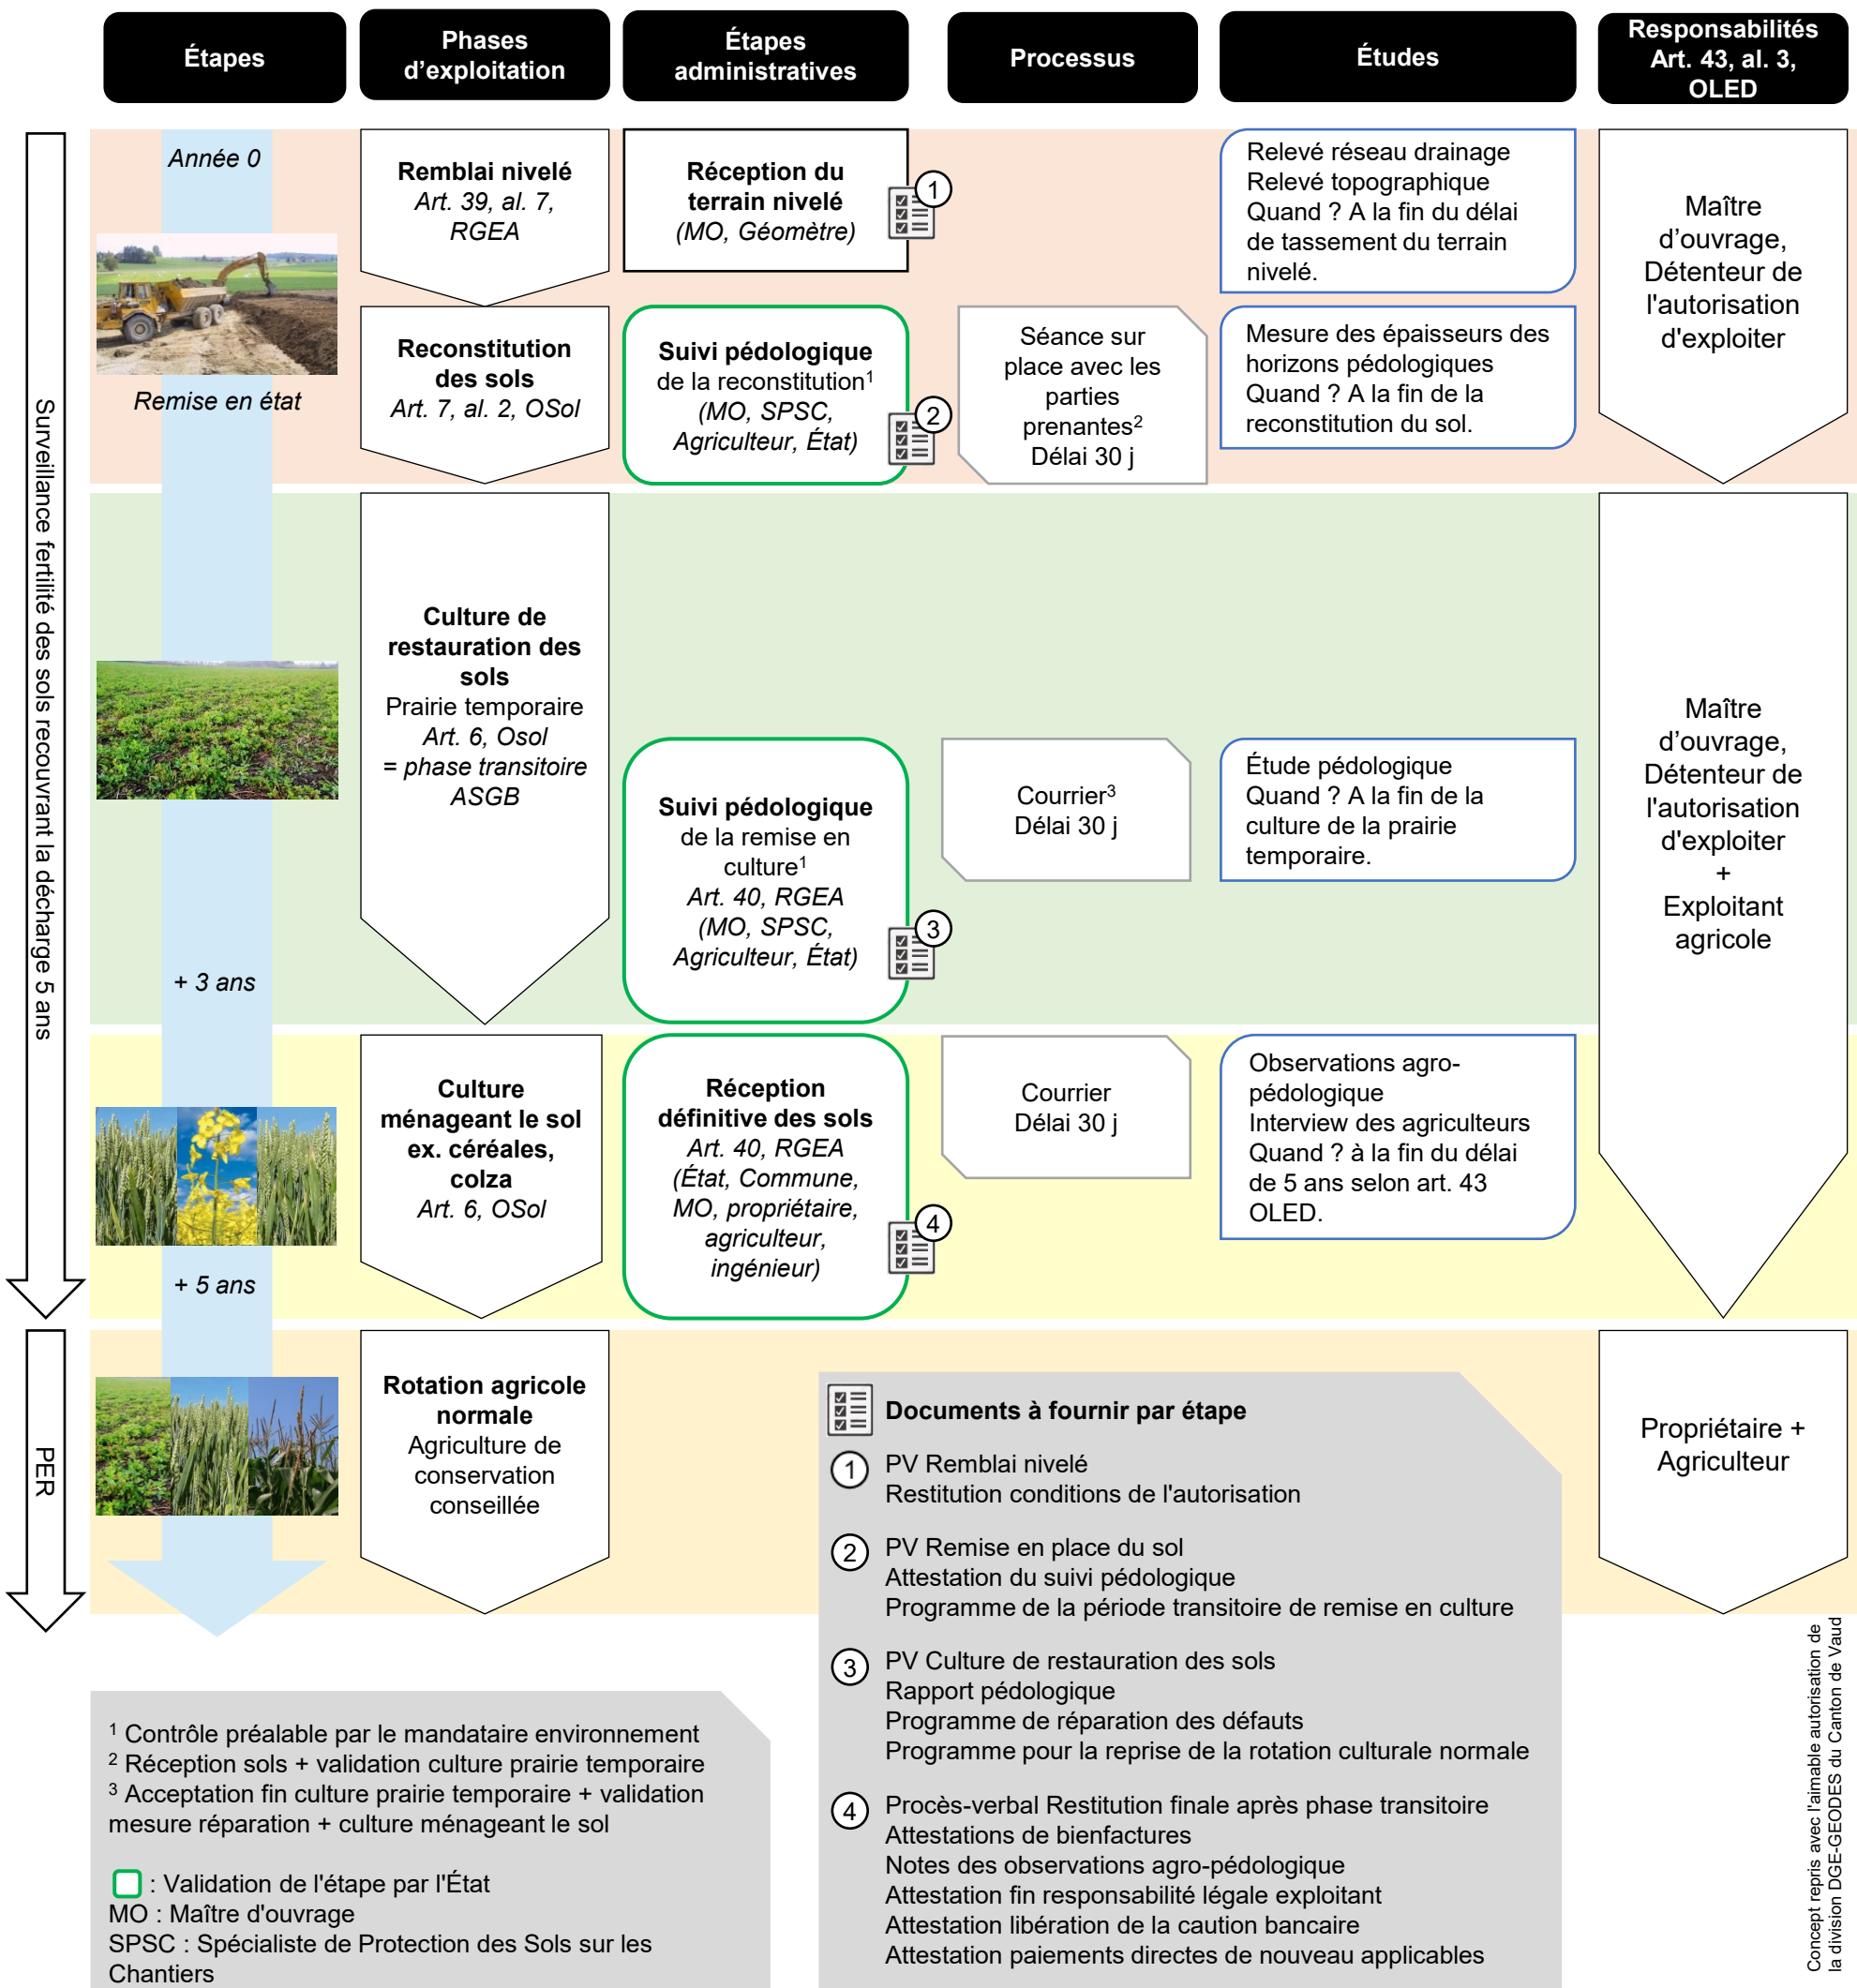 Étapes
Phases
d'exploitation
Étapes
administratives
Processus
Études
Responsabilités
Art. 43, al. 3,
OLED
Surveillance fertilité des sols recouvrant la décharge 5 ans
Année 0
Remise en état
Remblai nivelé
Art. 39, al. 7,
RGEA
Réception du
terrain nivelé
(MO, Géomètre)
1
Relevé réseau drainage
Relevé topographique
Quand ? A la fin du délai
de tassement du terrain
nivelé.
Maître
d'ouvrage,
Détenteur de
l'autorisation
d'exploiter
Reconstitution
des sols
Art. 7, al. 2, OSol
Suivi pédologique
de la reconstitution¹
(MO, SPSC,
Agriculteur, État)
2
Séance sur
place avec les
parties
prenantes²
Délai 30 j
Mesure des épaisseurs des
horizons pédologiques
Quand ? A la fin de la
reconstitution du sol.
+ 3 ans
Culture de
restauration des
sols
Prairie temporaire
Art. 6, Osol
= phase transitoire
ASGB
Suivi pédologique
de la remise en
culture¹
Art. 40, RGEA
(MO, SPSC,
Agriculteur, État)
3
Courrier³
Délai 30 j
Étude pédologique
Quand ? A la fin de la
culture de la prairie
temporaire.
Maître
d'ouvrage,
Détenteur de
l'autorisation
d'exploiter
+
Exploitant
agricole
+ 5 ans
Culture
ménageant le sol
ex. céréales,
colza
Art. 6, OSol
Réception
définitive des sols
Art. 40, RGEA
(État, Commune,
MO, propriétaire,
agriculteur,
ingénieur)
4
Courrier
Délai 30 j
Observations agro-
pédologique
Interview des agriculteurs
Quand ? à la fin du délai
de 5 ans selon art. 43
OLED.
PER
Rotation agricole
normale
Agriculture de
conservation
conseillée
Propriétaire +
Agriculteur
Documents à fournir par étape
1 PV Remblai nivelé
Restitution conditions de l'autorisation
2 PV Remise en place du sol
Attestation du suivi pédologique
Programme de la période transitoire de remise en culture
3 PV Culture de restauration des sols
Rapport pédologique
Programme de réparation des défauts
Programme pour la reprise de la rotation culturale normale
4 Procès-verbal Restitution finale après phase transitoire
Attestations de bienfactures
Notes des observations agro-pédologique
Attestation fin responsabilité légale exploitant
Attestation libération de la caution bancaire
Attestation paiements directes de nouveau applicables
¹ Contrôle préalable par le mandataire environnement
² Réception sols + validation culture prairie temporaire
³ Acceptation fin culture prairie temporaire + validation
mesure réparation + culture ménageant le sol
: Validation de l'étape par l'État
MO : Maître d'ouvrage
SPSC : Spécialiste de Protection des Sols sur les
Chantiers
Concept repris avec l'aimable autorisation de
la division DGE-GEODES du Canton de Vaud